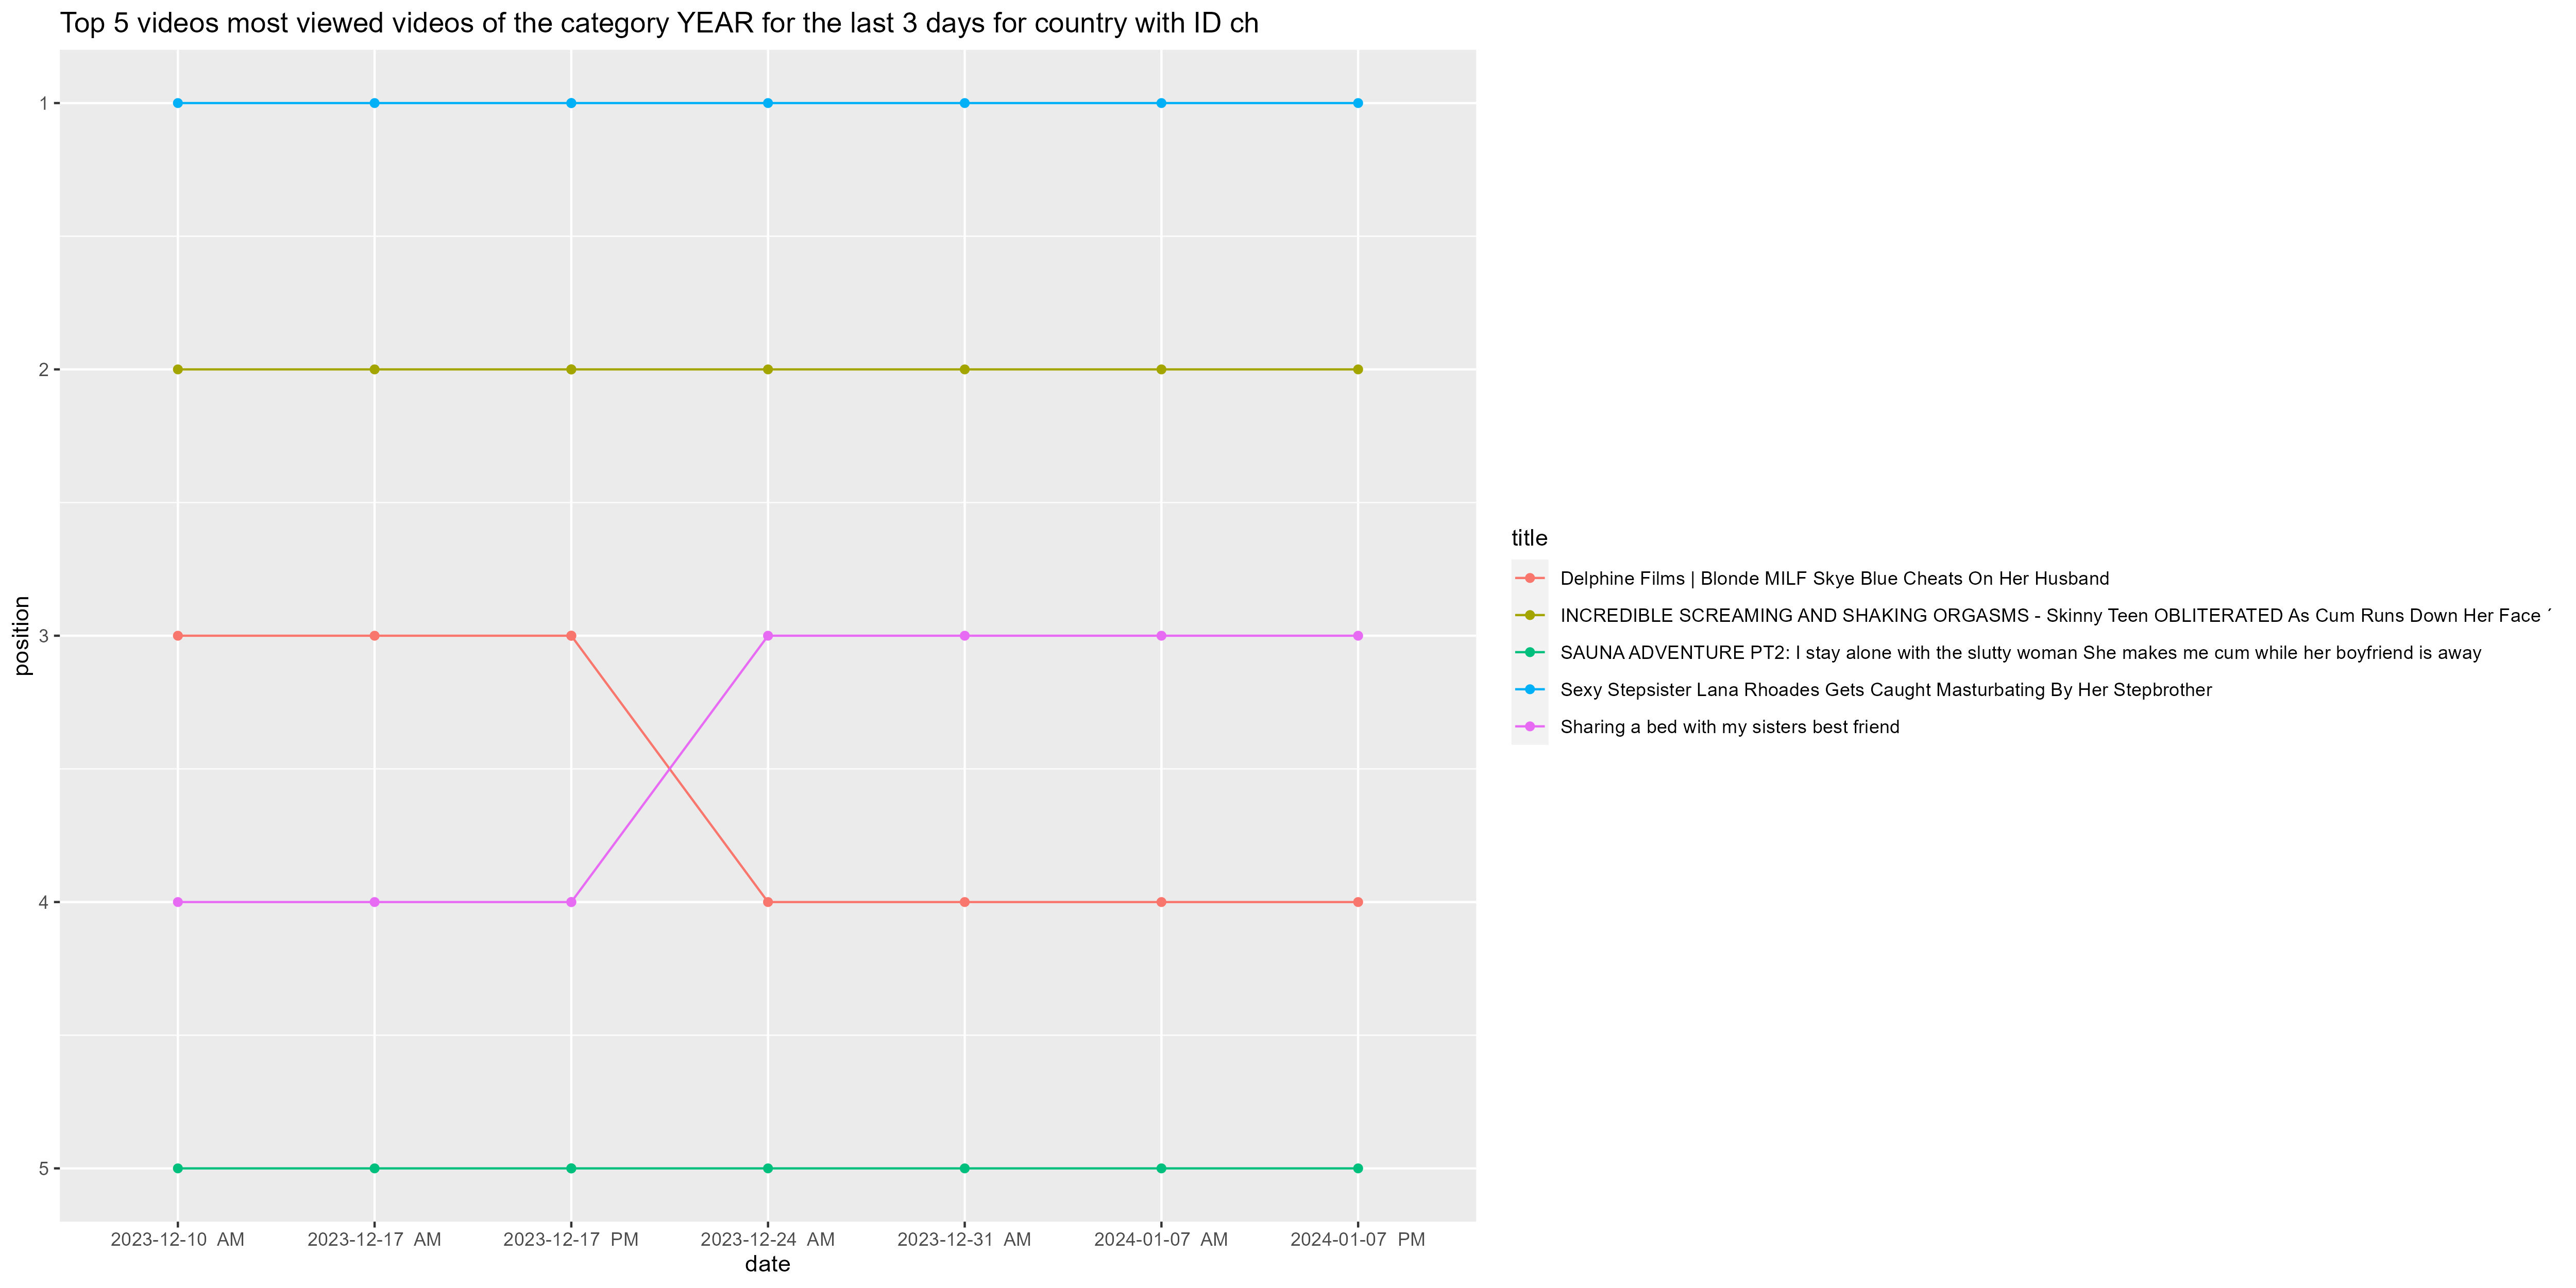 Top 5 videos most viewed videos of the category YEAR for the last 3 days for country with ID ch
position
1
2
3
4
5
2023-12-10 AM
2023-12-17 AM
2023-12-17 PM
2023-12-24 AM
2023-12-31 AM
2024-01-07 AM
2024-01-07 PM
date
title
Delphine Films | Blonde MILF Skye Blue Cheats On Her Husband
INCREDIBLE SCREAMING AND SHAKING ORGASMS - Skinny Teen OBLITERATED As Cum Runs Down Her Face ´
SAUNA ADVENTURE PT2: I stay alone with the slutty woman She makes me cum while her boyfriend is away
Sexy Stepsister Lana Rhoades Gets Caught Masturbating By Her Stepbrother
Sharing a bed with my sisters best friend